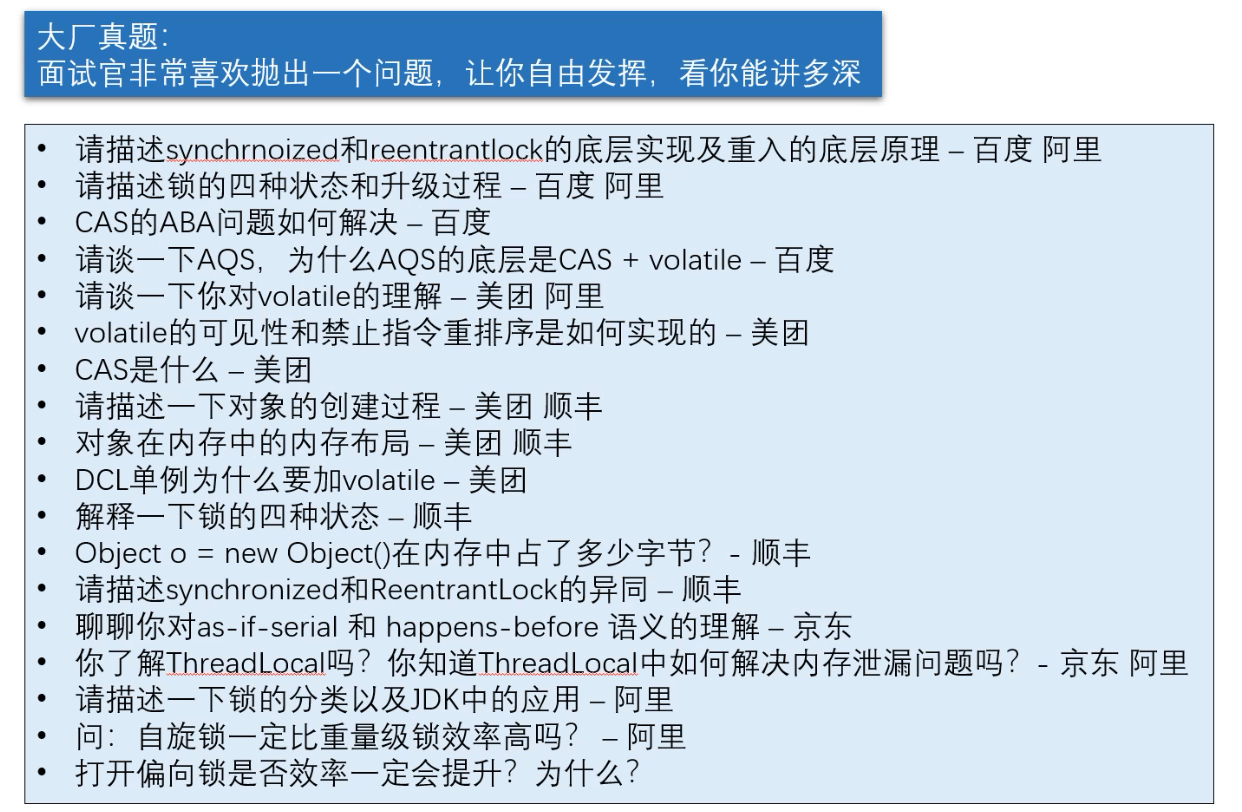 大厂真题：
面试官非常喜欢抛出一个问题，让你自由发挥，看你能讲多深
• 请描述synchrnoized和reentrantlock的底层实现及重入的底层原理 – 百度 阿里
• 请描述锁的四种状态和升级过程 – 百度 阿里
• CAS的ABA问题如何解决 – 百度
• 请谈一下AQS，为什么AQS的底层是CAS + volatile – 百度
• 请谈一下你对volatile的理解 – 美团 阿里
• volatile的可见性和禁止指令重排序是如何实现的 – 美团
• CAS是什么 – 美团
• 请描述一下对象的创建过程 – 美团 顺丰
• 对象在内存中的内存布局 – 美团 顺丰
• DCL单例为什么要加volatile – 美团
• 解释一下锁的四种状态 – 顺丰
• Object o = new Object()在内存中占了多少字节？ - 顺丰
• 请描述synchronized和ReentrantLock的异同 – 顺丰
• 聊聊你对as-if-serial 和 happens-before 语义的理解 – 京东
• 你了解ThreadLocal吗？你知道ThreadLocal中如何解决内存泄漏问题吗？ - 京东 阿里
• 请描述一下锁的分类以及JDK中的应用 – 阿里
• 问：自旋锁一定比重量级锁效率高吗？ – 阿里
• 打开偏向锁是否效率一定会提升？为什么？